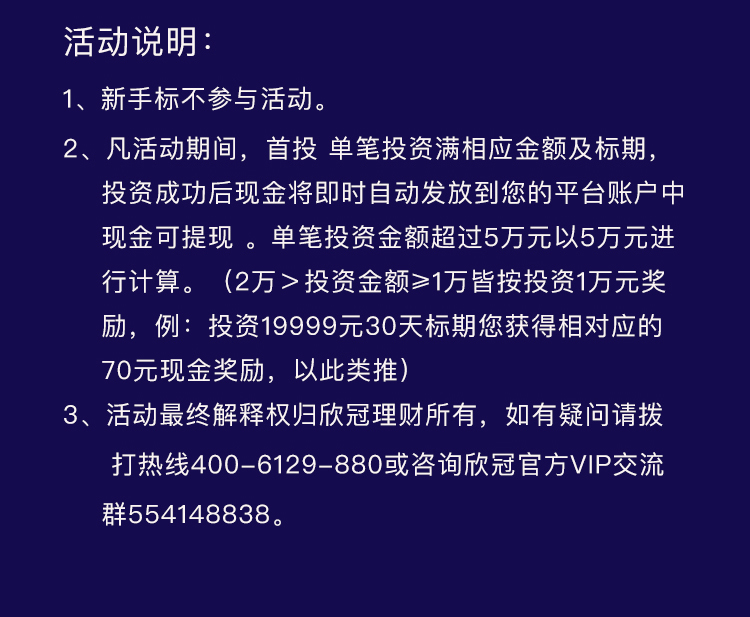 活动说明：
1、新手标不参与活动。
2、凡活动期间，首投 单笔投资满相应金额及标期，
投资成功后现金将即时自动发放到您的平台账户中
现金可提现 。单笔投资金额超过5万元以5万元进
行计算。（2万＞投资金额≥1万皆按投资1万元奖
励，例：投资19999元30天标期您获得相对应的
70元现金奖励，以此类推）
3、活动最终解释权归欣冠理财所有，如有疑问请拨
打热线400-6129-880或咨询欣冠官方VIP交流
群554148838。